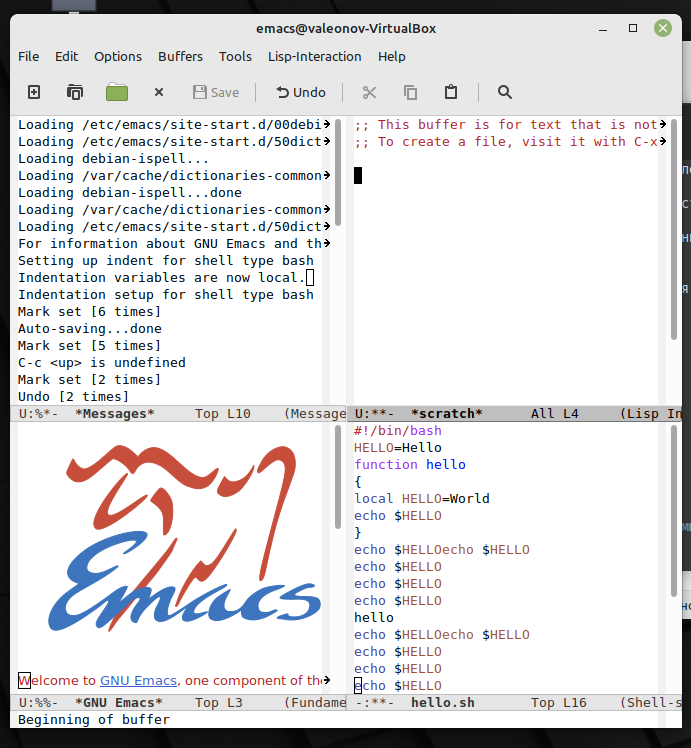 emacs@valeonov-VirtualBox
File Edit Options Buffers Tools Lisp-Interaction Help
Save Undo
Loading /etc/emacs/site-start.d/00debi
Loading /etc/emacs/site-start.d/50dict
Loading debian-ispell...
Loading /var/cache/dictionaries-common
Loading debian-ispell...done
Loading /var/cache/dictionaries-common
Loading /etc/emacs/site-start.d/50dict
For information about GNU Emacs and th
Setting up indent for shell type bash
Indentation variables are now local.
Indentation setup for shell type bash
Mark set [6 times]
Auto-saving...done
Mark set [5 times]
C-c <up> is undefined
Mark set [2 times]
Undo [2 times]
U:%*-  *Messages*     Top L10    (Message
;; This buffer is for text that is not
;; To create a file, visit it with C-x
U:**-  *scratch*      All L4     (Lisp In
Emacs
Welcome to GNU Emacs, one component of the
U:%%-  *GNU Emacs*    Top L3     (Fundame
#!/bin/bash
HELLO=Hello
function hello
{
local HELLO=World
echo $HELLO
}
echo $HELLOecho $HELLO
echo $HELLO
echo $HELLO
echo $HELLO
hello
echo $HELLOecho $HELLO
echo $HELLO
echo $HELLO
echo $HELLO
-:**-  hello.sh       Top L16    (Shell-s
Beginning of buffer